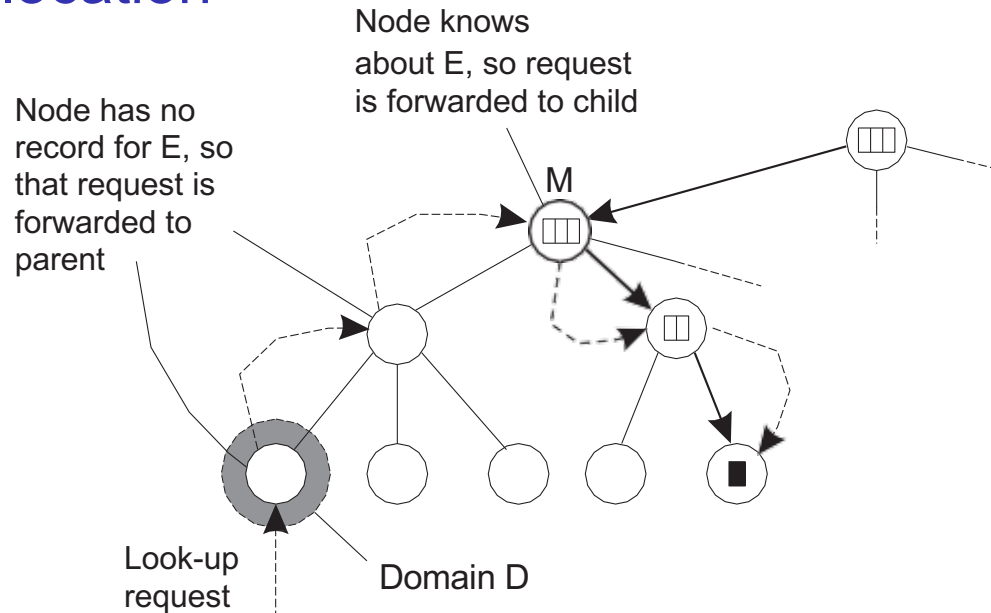 location
Node knows
about E, so request
is forwarded to child
Node has no
record for E, so
that request is
forwarded to
parent
M
Look-up
request
Domain D